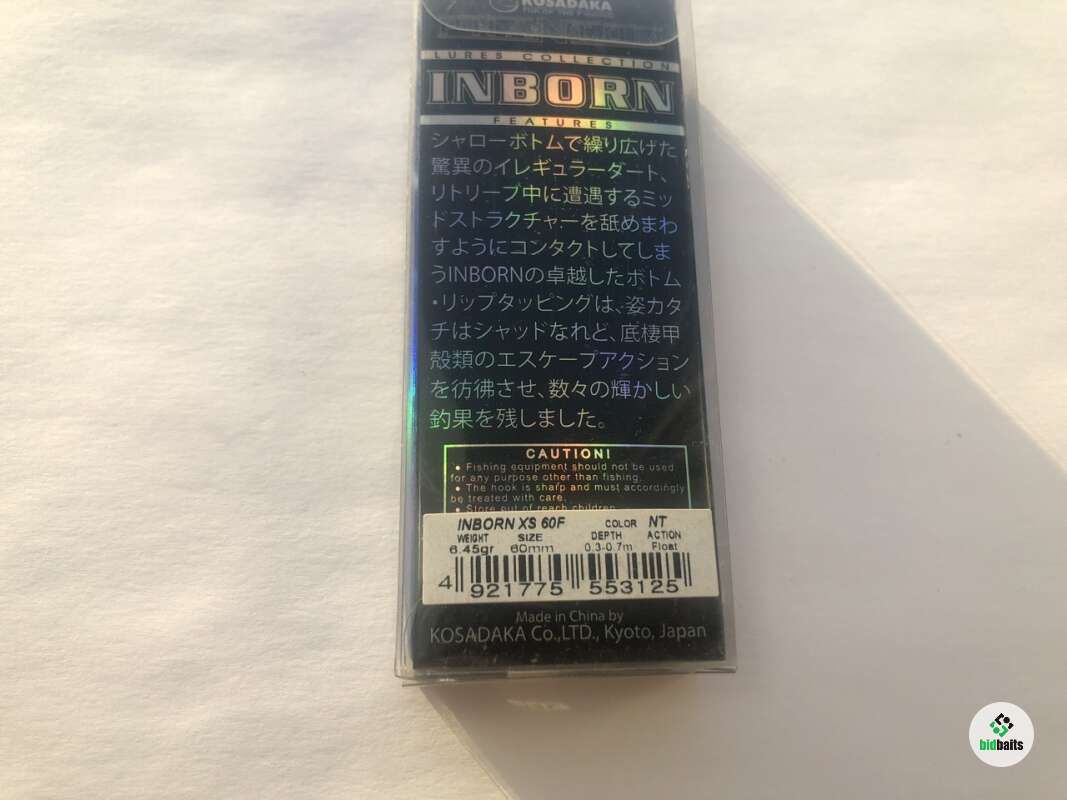 KOSADAKA
LURES COLLECTION
INBORN
FEATURES
シャローボトムで繰り広げた
驚異のイレギュラーダート、
リトリーブ中に遭遇するミッ
ドストラクチャーを舐めまわ
すようにコンタクトしてしま
うINBORNの卓越したボトム
・リップタッピングは、姿カタ
チはシャッドなれど、底棲甲
殻類のエスケープアクション
を彷彿させ、数々の輝かしい
釣果を残しました。
CAUTION!
● Fishing equipment should not be used
for any purpose other than fishing.
● The hook is sharp and must accordingly
be treated with care.
● Store out of reach children
INBORN XS 60F COLOR NT
WEIGHT SIZE DEPTH ACTION
6.45gr 60mm 0.3-0.7m Float
4 921775 553125
Made in China by
KOSADAKA Co.,LTD., Kyoto, Japan
bidbaits